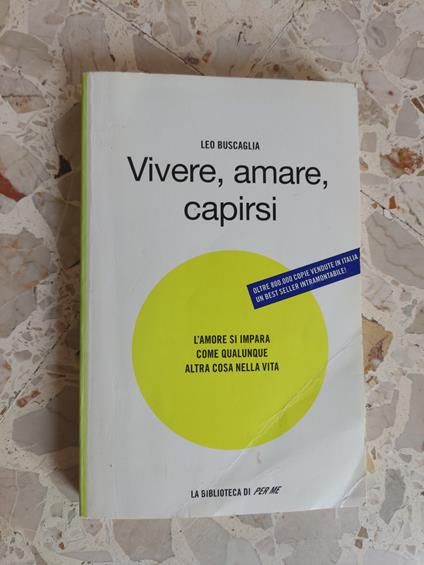 LEO BUSCAGLIA
Vivere, amare,
capirsi
OLTRE 800.000 COPIE VENDUTE IN ITALIA
UN BEST SELLER INTRAMONTABILE!
L'AMORE SI IMPARA
COME QUALUNQUE
ALTRA COSA NELLA VITA
LA BIBLIOTECA DI PER ME